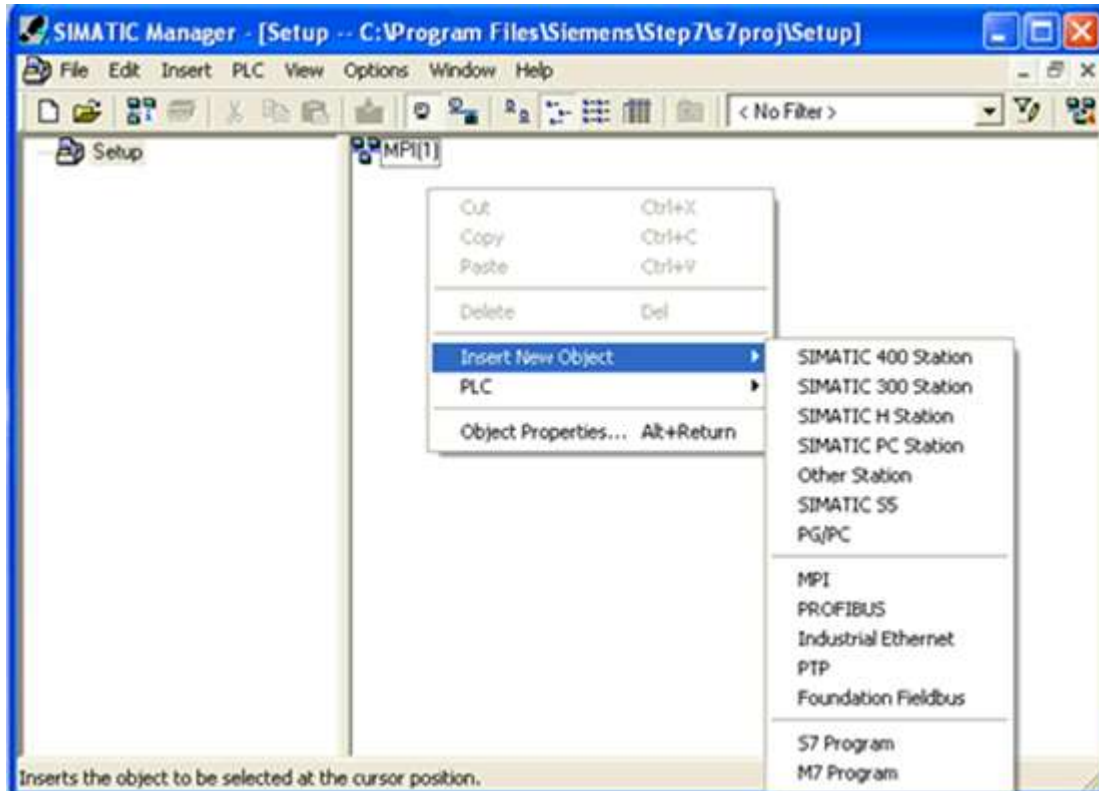 SIMATIC Manager - [Setup -- C:\Program Files\Siemens\Step7\s7proj\Setup]
File Edit Insert PLC View Options Window Help
< No Filter >
Setup
MPI(1)
Cut Ctrl+X
Copy Ctrl+C
Paste Ctrl+V
Delete Del
Insert New Object
PLC
Object Properties... Alt+Return
SIMATIC 400 Station
SIMATIC 300 Station
SIMATIC H Station
SIMATIC PC Station
Other Station
SIMATIC S5
PG/PC
MPI
PROFIBUS
Industrial Ethernet
PTP
Foundation Fieldbus
S7 Program
M7 Program
Inserts the object to be selected at the cursor position.